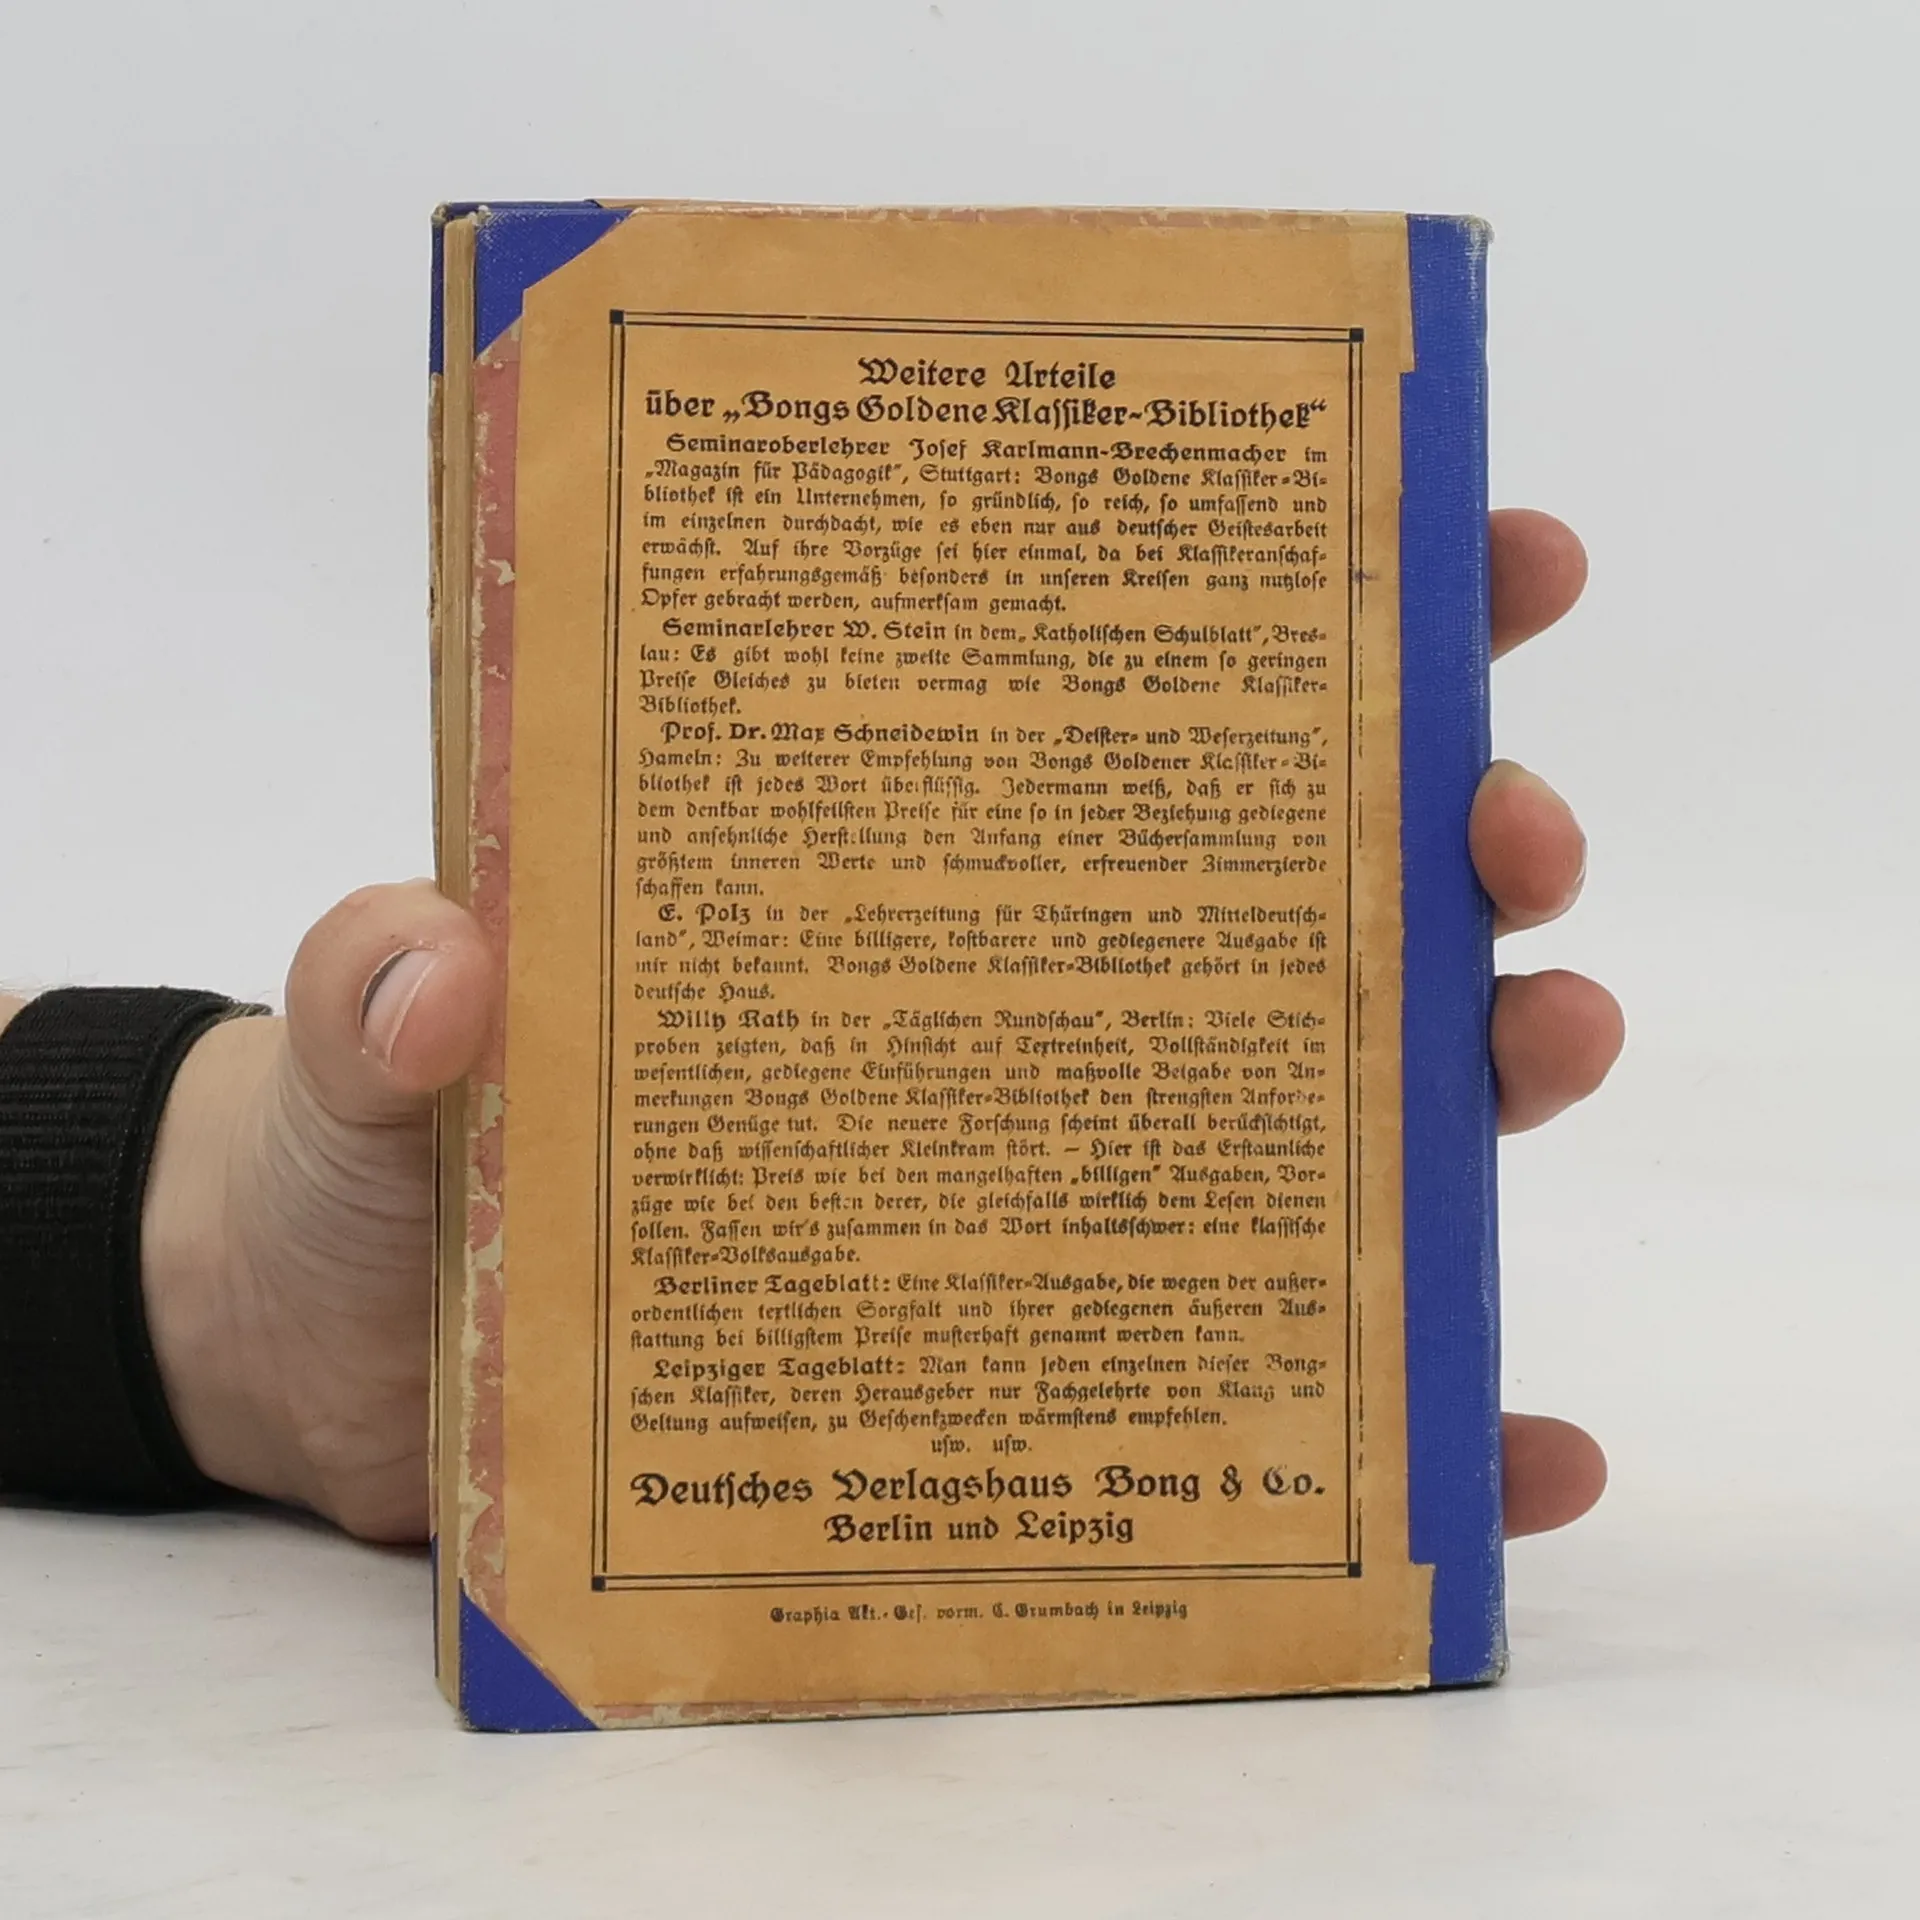 Weitere Urteile
über „Bongs Goldene Klassiker-Bibliothek“
Seminaroberlehrer Josef Karlmann-Brechenmacher im
„Magazin für Pädagogik“, Stuttgart: Bongs Goldene Klassiker-Bi-
bliothek ist ein Unternehmen, so gründlich, so reich, so umfassend und
im einzelnen durchdacht, wie es eben nur aus deutscher Geistesarbeit
erwächst. Auf ihre Vorzüge sei hier einmal, da bei Klassikeranschaf-
fungen erfahrungsgemäß besonders in unseren Kreisen ganz nutzlose
Opfer gebracht werden, aufmerksam gemacht.
Seminarlehrer W. Stein in dem „Katholischen Schulblatt“, Bres-
lau: Es gibt wohl keine zweite Sammlung, die zu einem so geringen
Preise Gleiches zu bieten vermag wie Bongs Goldene Klassiker-
Bibliothek.
Prof. Dr. Max Schneidewin in der „Deister- und Weserzeitung“,
Hameln: Zu weiterer Empfehlung von Bongs Goldener Klassiker-Bi-
bliothek ist jedes Wort überflüssig. Jedermann weiß, daß er sich zu
dem denkbar wohlfeilsten Preise für eine so in jeder Beziehung gediegene
und ansehnliche Herstellung den Anfang einer Büchersammlung von
größtem inneren Werte und schmuckvoller, erfreuender Zimmerzierde
schaffen kann.
E. Polz in der „Lehrerzeitung für Thüringen und Mitteldeutsch-
land“, Weimar: Eine billigere, kostbarere und gediegenere Ausgabe ist
mir nicht bekannt. Bongs Goldene Klassiker-Bibliothek gehört in jedes
deutsche Haus.
Willy Rath in der „Täglichen Rundschau“, Berlin: Viele Stich-
proben zeigten, daß in Hinsicht auf Textreinheit, Vollständigkeit im
wesentlichen, gediegene Einführungen und maßvolle Beigabe von An-
merkungen Bongs Goldene Klassiker-Bibliothek den strengsten Anforde-
rungen Genüge tut. Die neuere Forschung scheint überall berücksichtigt,
ohne daß wissenschaftlicher Kleinkram stört. — Hier ist das Erstaunliche
verwirklicht: Preis wie bei den mangelhaften „billigen“ Ausgaben, Vor-
züge wie bei den besten derer, die gleichfalls wirklich dem Lesen dienen
sollen. Fassen wir's zusammen in das Wort inhaltsschwer: eine klassische
Klassiker-Volksausgabe.
Berliner Tageblatt: Eine Klassiker-Ausgabe, die wegen der außer-
ordentlichen textlichen Sorgfalt und ihrer gediegenen äußeren Aus-
stattung bei billigstem Preise musterhaft genannt werden kann.
Leipziger Tageblatt: Man kann jeden einzelnen dieser Bong-
schen Klassiker, deren Herausgeber nur Fachgelehrte von Klang und
Geltung aufweisen, zu Geschenkzwecken wärmstens empfehlen.
usw. usw.
Deutsches Verlagshaus Bong & Co.
Berlin und Leipzig
Graphia Akt.-Ges. vorm. C. Grumbach in Leipzig